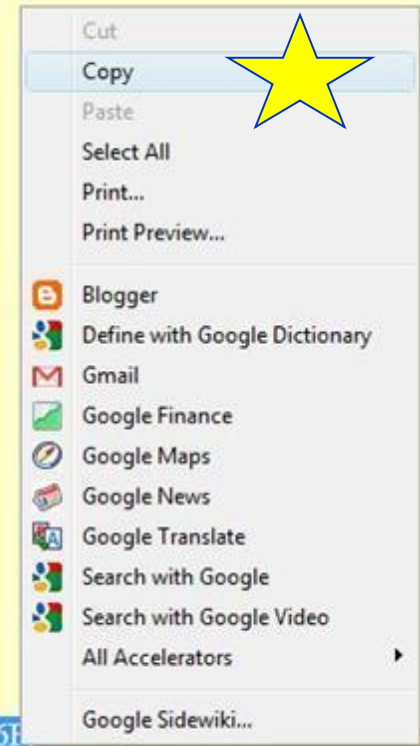 Cut
Copy
Paste
Select All
Print...
Print Preview...
Blogger
Define with Google Dictionary
Gmail
Google Finance
Google Maps
Google News
Google Translate
Search with Google
Search with Google Video
All Accelerators
Google Sidewiki...